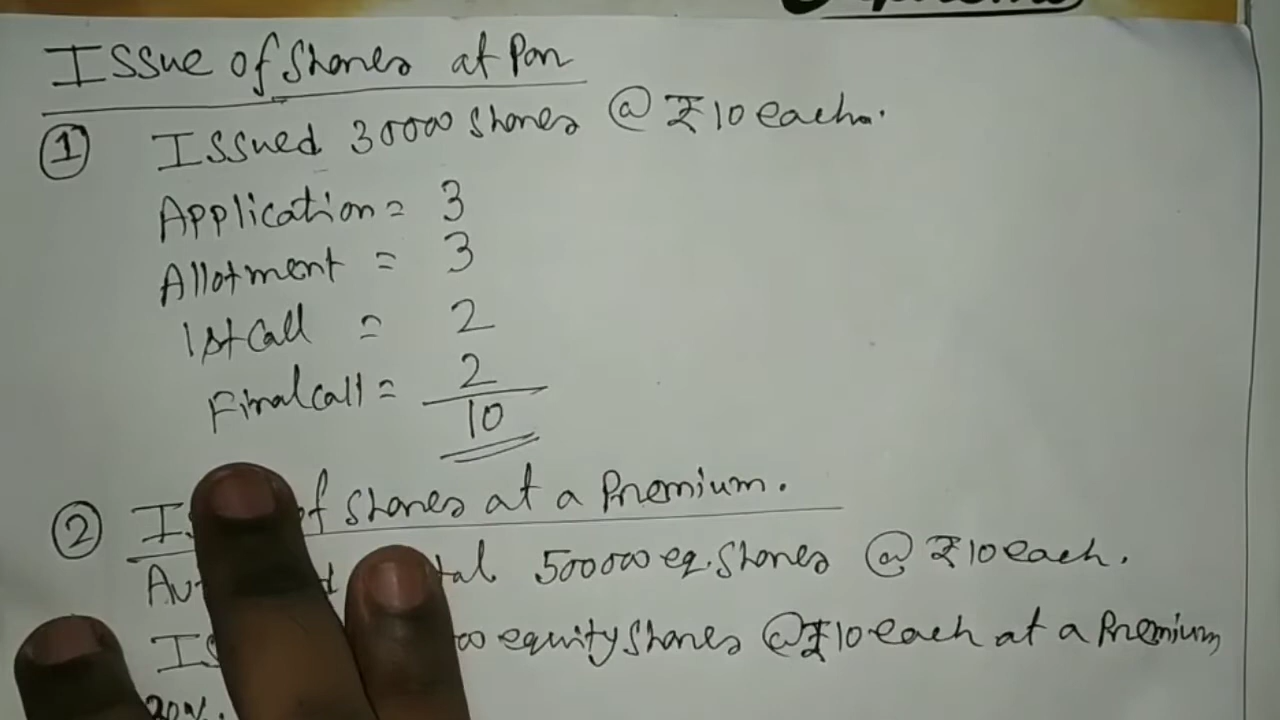 Issue of Shares at Par
① Issued 30000 shares @ ₹10 each.
Application = 3
Allotment = 3
1st Call = 2
Final call = 2
10
② of Shares at a Premium.
500000 eq. Shares @ ₹10 each.
equity Shares @ ₹10 each at a Premium
20%.